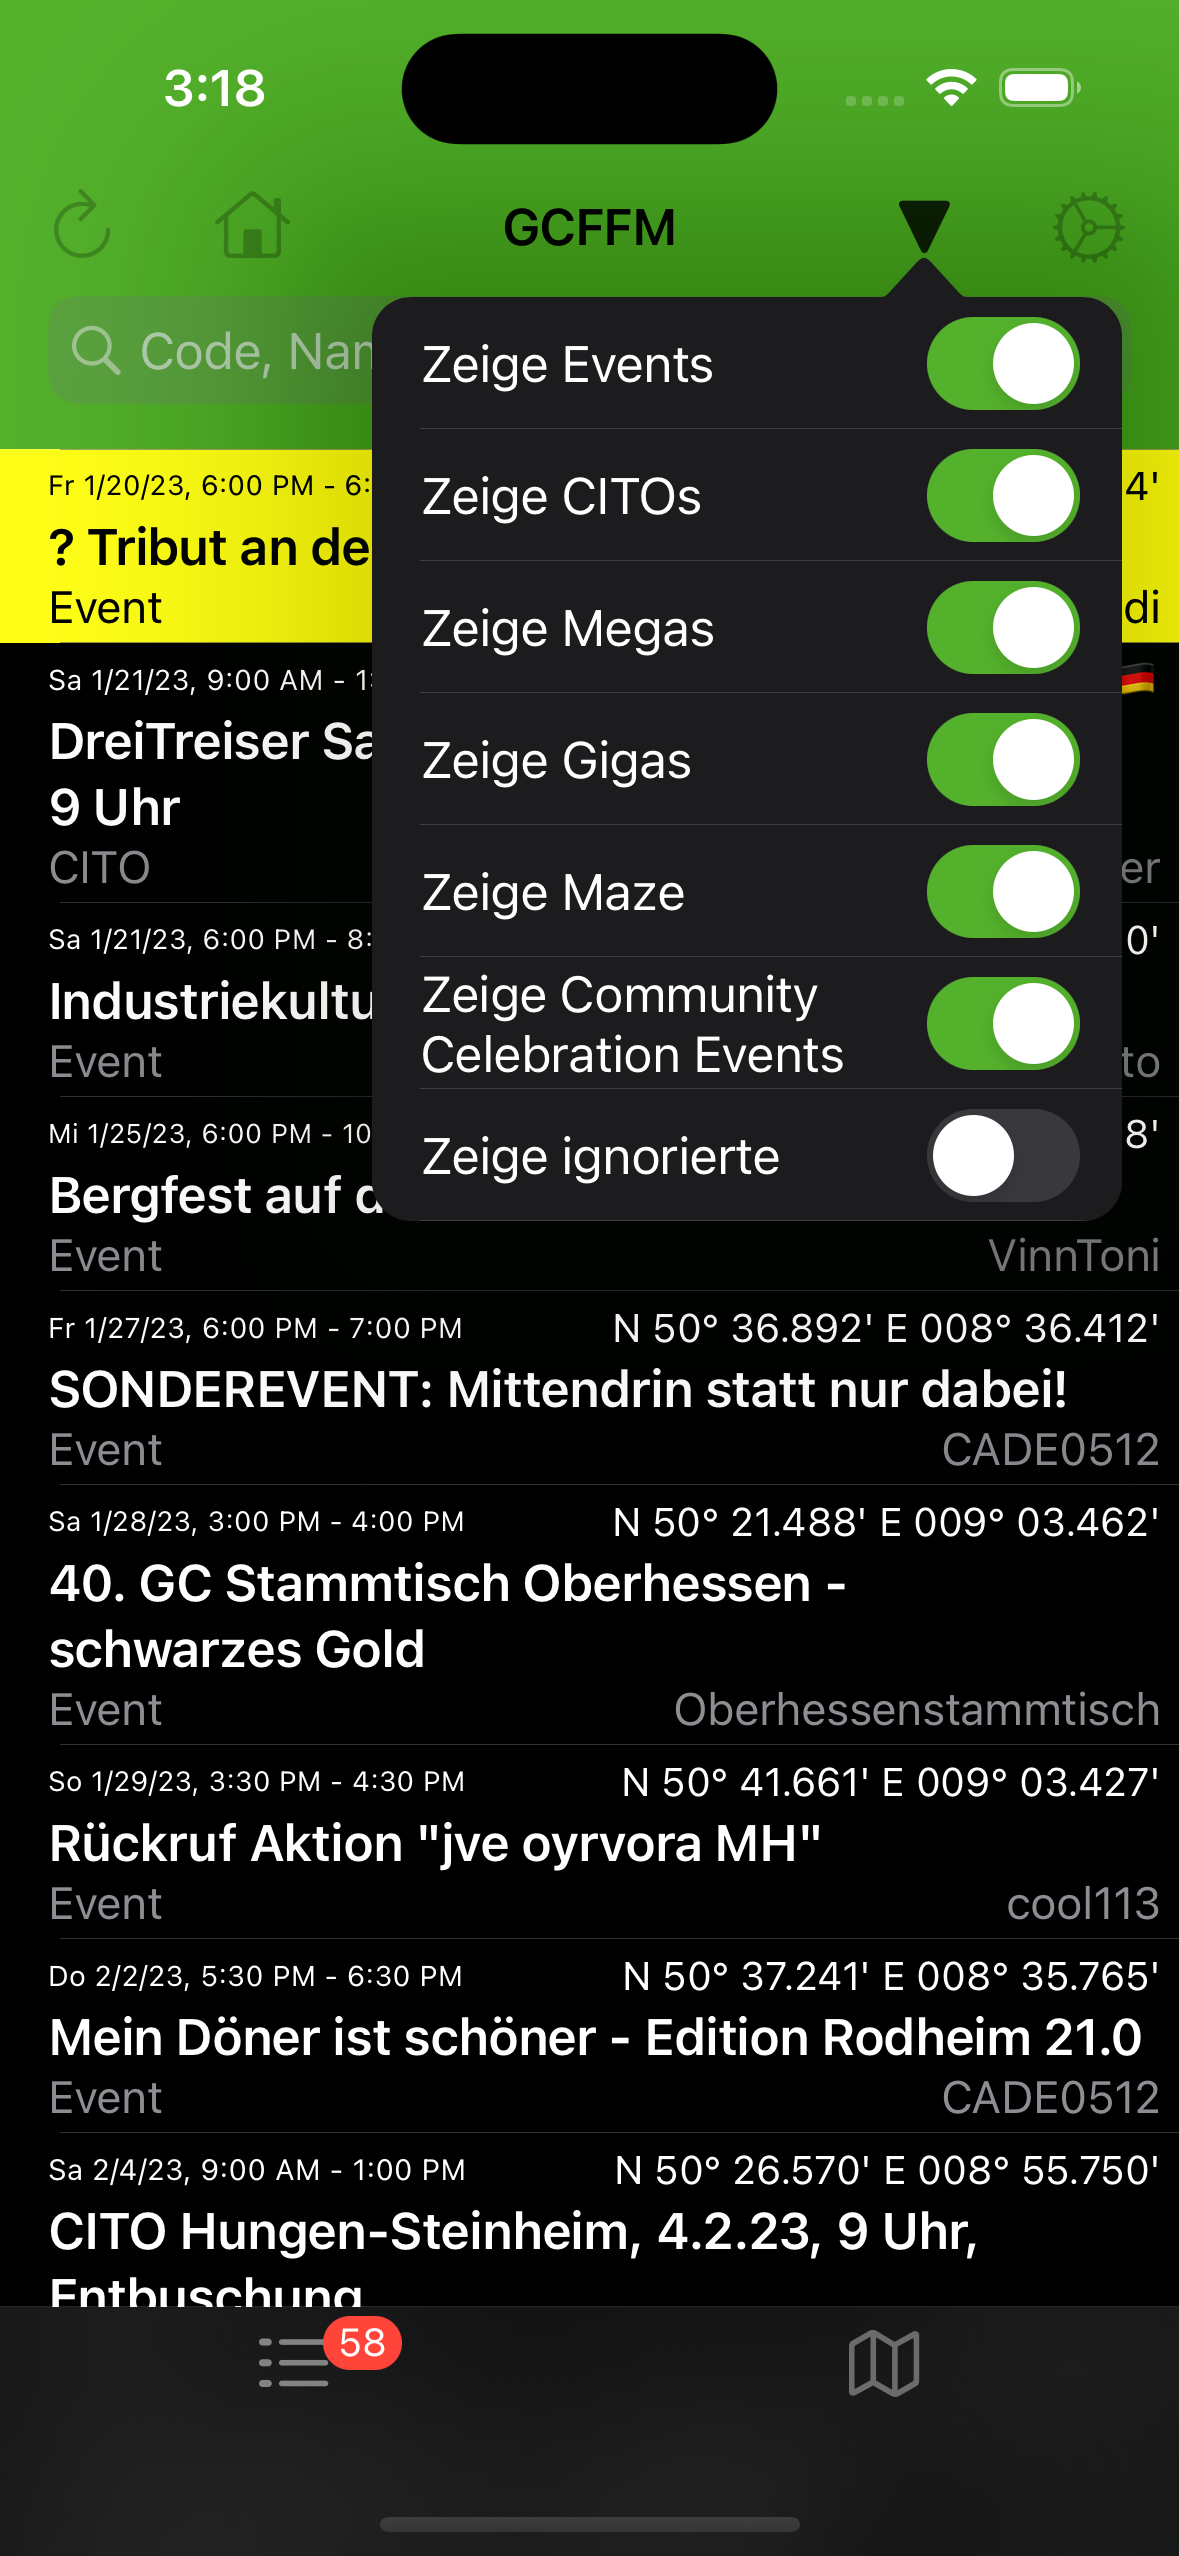 3:18
GCFFM
Code, Nam
Zeige Events
Zeige CITOs
Zeige Megas
Zeige Gigas
Zeige Maze
Zeige Community
Celebration Events
Zeige ignorierte
Fr 1/20/23, 6:00 PM - 6:
4'
? Tribut an de
Event
di
Sa 1/21/23, 9:00 AM - 1
DreiTreiser Sa
9 Uhr
CITO
er
Sa 1/21/23, 6:00 PM - 8:
0'
Industriekultu
Event
to
Mi 1/25/23, 6:00 PM - 10
8'
Bergfest auf d
Event
VinnToni
Fr 1/27/23, 6:00 PM - 7:00 PM
N 50° 36.892' E 008° 36.412'
SONDEREVENT: Mittendrin statt nur dabei!
Event
CADE0512
Sa 1/28/23, 3:00 PM - 4:00 PM
N 50° 21.488' E 009° 03.462'
40. GC Stammtisch Oberhessen -
schwarzes Gold
Event
Oberhessenstammtisch
So 1/29/23, 3:30 PM - 4:30 PM
N 50° 41.661' E 009° 03.427'
Rückruf Aktion "jve oyrvora MH"
Event
cool113
Do 2/2/23, 5:30 PM - 6:30 PM
N 50° 37.241' E 008° 35.765'
Mein Döner ist schöner - Edition Rodheim 21.0
Event
CADE0512
Sa 2/4/23, 9:00 AM - 1:00 PM
N 50° 26.570' E 008° 55.750'
CITO Hungen-Steinheim, 4.2.23, 9 Uhr,
Entbuschung
58